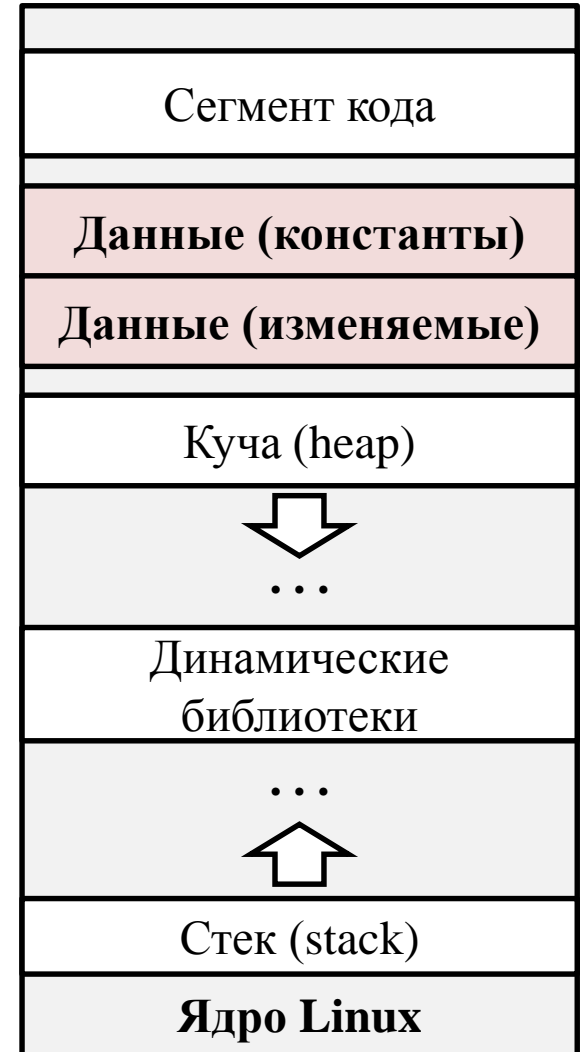 Сегмент кода
Данные (константы)
Данные (изменяемые)
Куча (heap)
...
Динамические
библиотеки
...
Стек (stack)
Ядро Linux